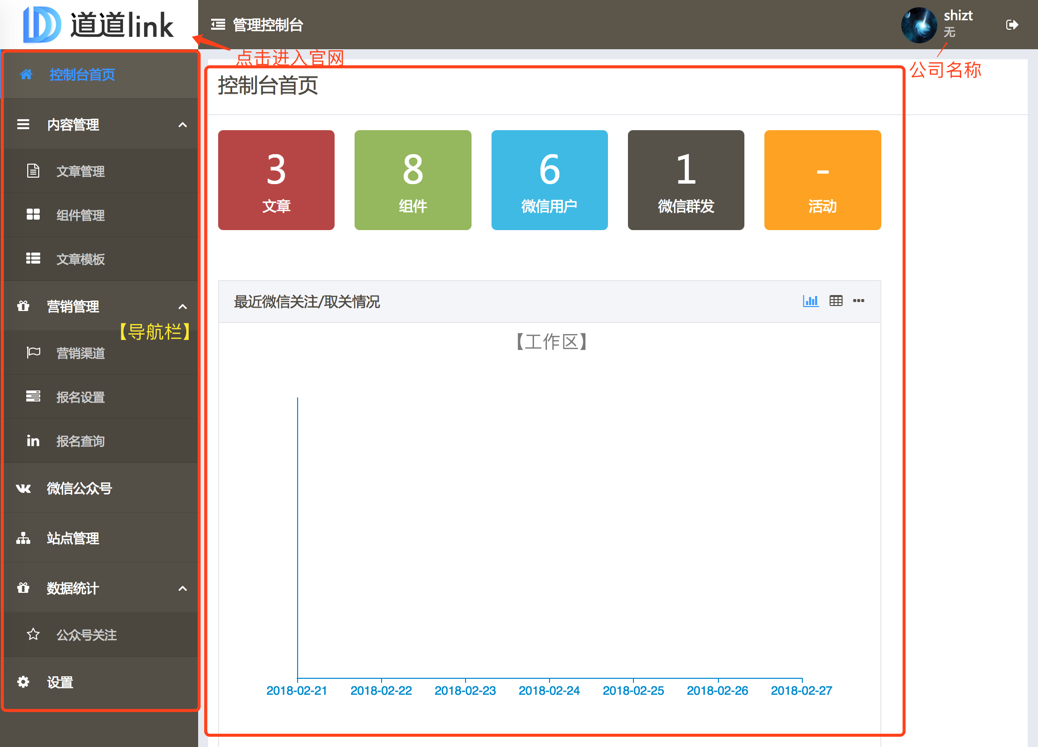 道道link
管理控制台
shizt
无
点击进入官网
公司名称
控制台首页
内容管理
文章管理
组件管理
文章模板
营销管理
【导航栏】
营销渠道
报名设置
报名查询
微信公众号
站点管理
数据统计
公众号关注
设置
控制台首页
3
文章
8
组件
6
微信用户
1
微信群发
-
活动
最近微信关注/取关情况
【工作区】
2018-02-21 2018-02-22 2018-02-23 2018-02-24 2018-02-25 2018-02-26 2018-02-27